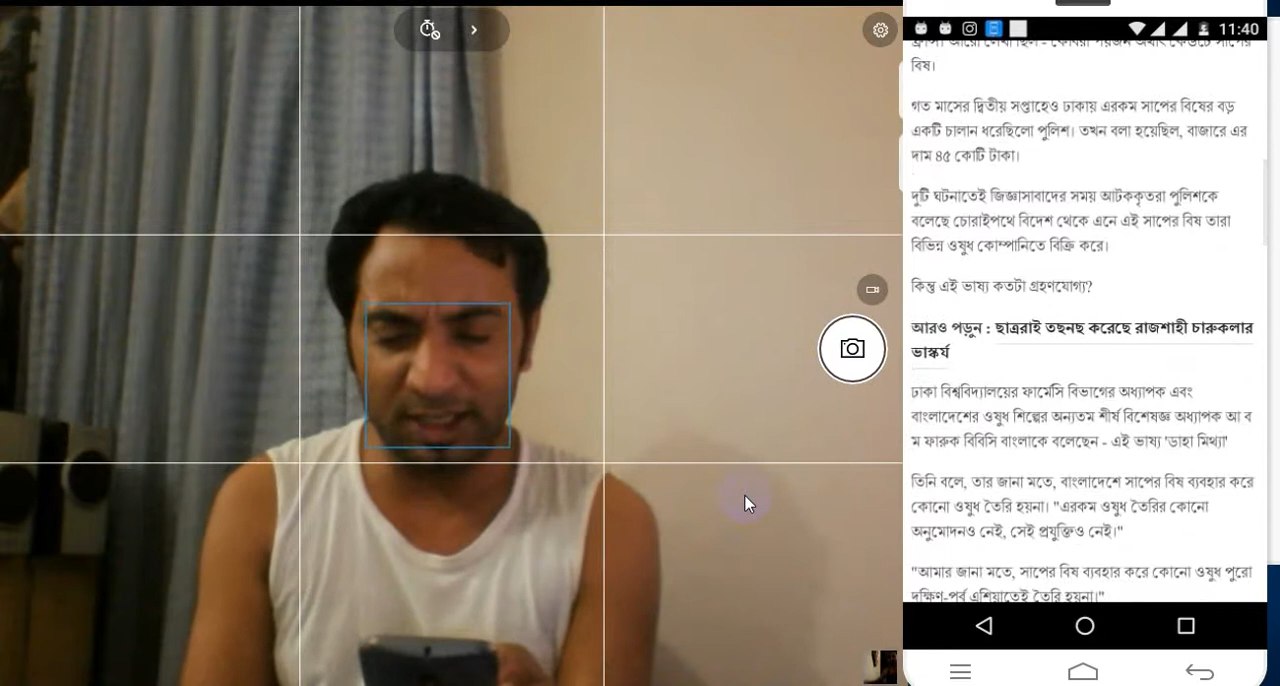 11:40
বিষ।
গত মাসের দ্বিতীয় সপ্তাহেও ঢাকায় এরকম সাপের বিষের বড়
একটি চালান ধরেছিলো পুলিশ। তখন বলা হয়েছিল, বাজারে এর
দাম ৪৫ কোটি টাকা।
দুটি ঘটনাতেই জিজ্ঞাসাবাদের সময় আটককৃতরা পুলিশকে
বলেছে চোরাইপথে বিদেশ থেকে এনে এই সাপের বিষ তারা
বিভিন্ন ওষুধ কোম্পানিতে বিক্রি করে।
কিন্তু এই ভাষ্য কতটা গ্রহণযোগ্য?
আরও পড়ুন : ছাত্ররাই তছনছ করেছে রাজশাহী চারুকলার
ভাস্কর্য
ঢাকা বিশ্ববিদ্যালয়ের ফার্মেসি বিভাগের অধ্যাপক এবং
বাংলাদেশের ওষুধ শিল্পের অন্যতম শীর্ষ বিশেষজ্ঞ অধ্যাপক আ ব
ম ফারুক বিবিসি বাংলাকে বলেছেন - এই ভাষ্য 'ডাহা মিথ্যা'
তিনি বলে, তার জানা মতে, বাংলাদেশে সাপের বিষ ব্যবহার করে
কোনো ওষুধ তৈরি হয়না। "এরকম ওষুধ তৈরির কোনো
অনুমোদনও নেই, সেই প্রযুক্তিও নেই।"
"আমার জানা মতে, সাপের বিষ ব্যবহার করে কোনো ওষুধ পুরো
দক্ষিণ-পূর্ব এশিয়াতেই তৈরি হয়না।"